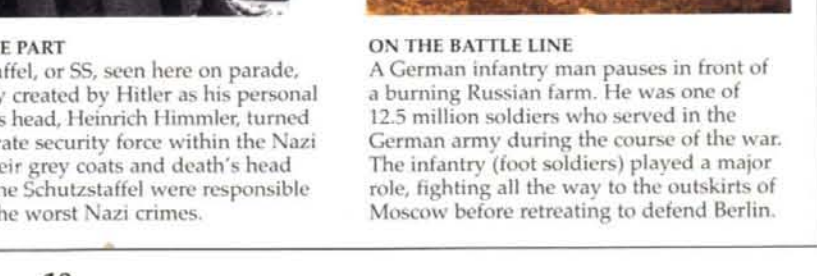 E PART
affel, or SS, seen here on parade,
y created by Hitler as his personal
s head, Heinrich Himmler, turned
rate security force within the Nazi
eir grey coats and death's head
he Schutzstaffel were responsible
he worst Nazi crimes.
ON THE BATTLE LINE
A German infantry man pauses in front of
a burning Russian farm. He was one of
12.5 million soldiers who served in the
German army during the course of the war.
The infantry (foot soldiers) played a major
role, fighting all the way to the outskirts of
Moscow before retreating to defend Berlin.